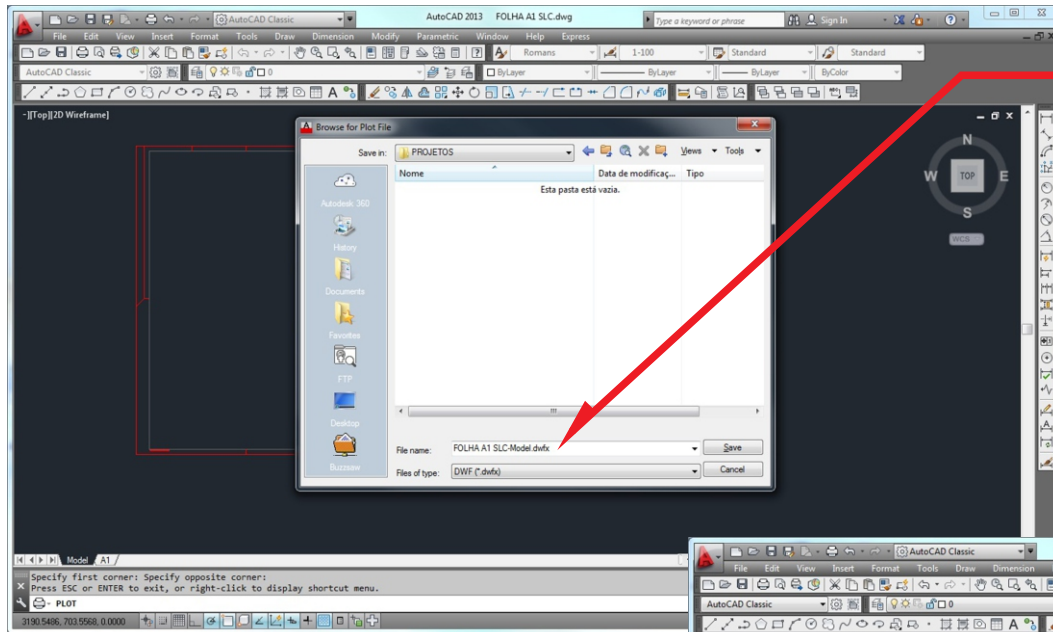 AutoCAD Classic
AutoCAD 2013 FOLHA A1 SLC.dwg
Type a keyword or phrase
Sign In
File Edit View Insert Format Tools Draw Dimension Modify Parametric Window Help Express
Romans 1-100 Standard Standard
AutoCAD Classic 0 ByLayer ByLayer ByLayer ByColor
-][Top][2D Wireframe]
Browse for Plot File
Save in: PROJETOS Views Tools
Nome Data de modificaç... Tipo
Esta pasta está vazia.
Autodesk 360
History
Documents
Favorites
FTP
Desktop
Buzzsaw
File name: FOLHA A1 SLC-Model.dwfx Save
Files of type: DWF (*.dwfx) Cancel
N
W TOP E
S
WCS
Model A1
Specify first corner: Specify opposite corner:
Press ESC or ENTER to exit, or right-click to display shortcut menu.
PLOT
3190.5486, 703.5568, 0.0000
AutoCAD Classic
File Edit View Insert Format Tools Draw Dimension
AutoCAD Classic 0